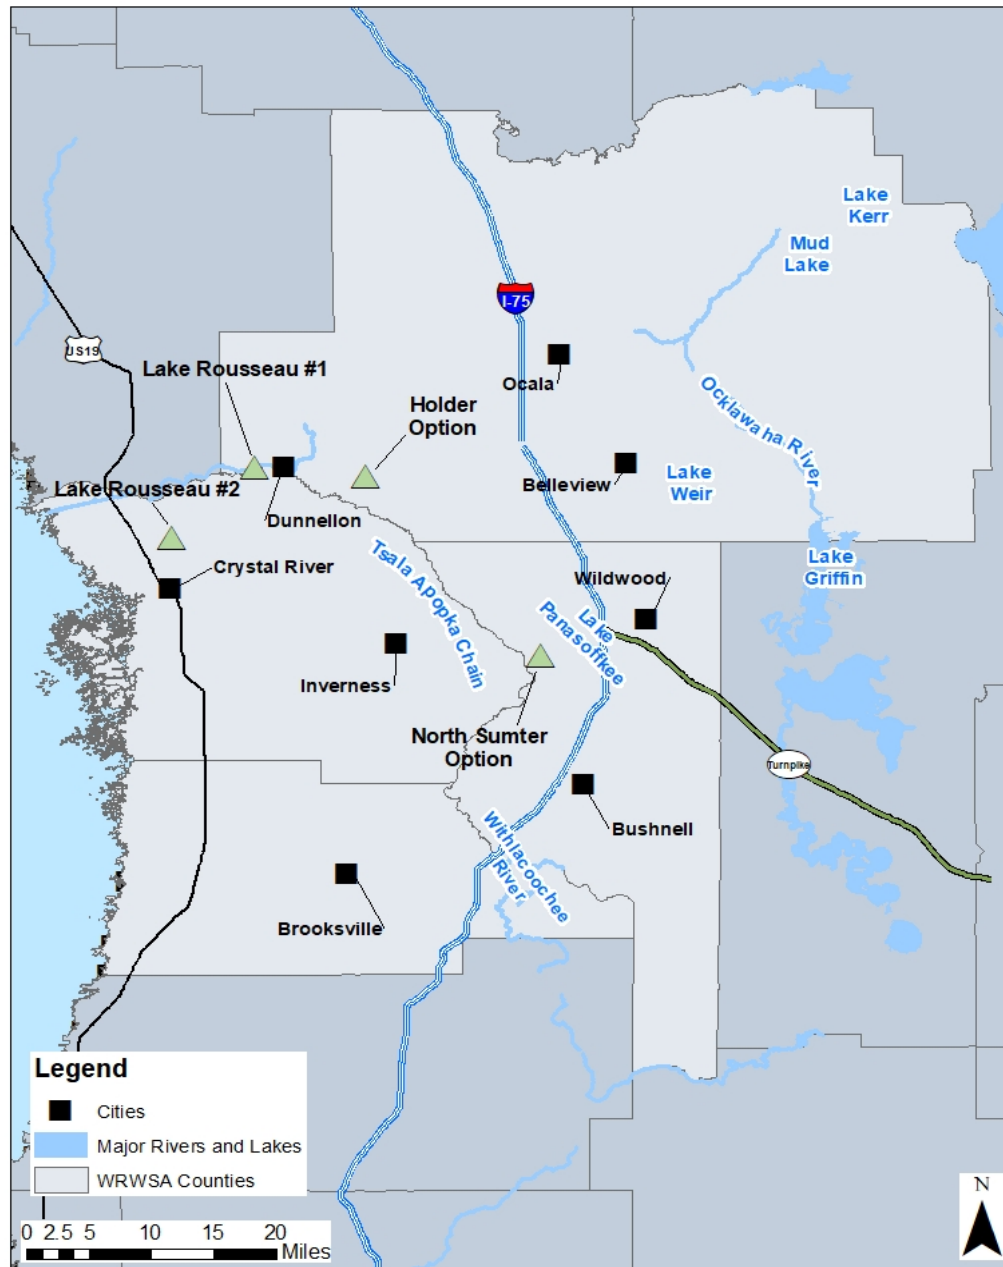 Lake
Kerr
Mud
Lake
I-75
US19
Lake Rousseau #1
Ocala
Holder
Option
Ocklawaha River
Lake Rousseau #2
Belleview
Lake
Weir
Dunnellon
Tsala Apopka Chain
Lake
Griffin
Crystal River
Wildwood
Lake
Panasoffkee
Inverness
North Sumter
Option
Turnpike
Bushnell
Withlacoochee
River
Brooksville
Legend
Cities
Major Rivers and Lakes
WRWSA Counties
N
0 2.5 5 10 15 20
Miles